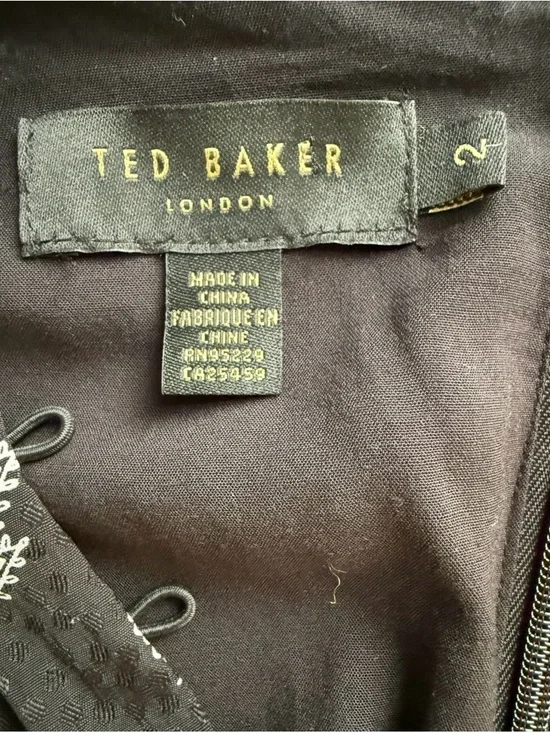 TED BAKER
LONDON
2
MADE IN
CHINA
FABRIQUE EN
CHINE
RN95229
CA25459